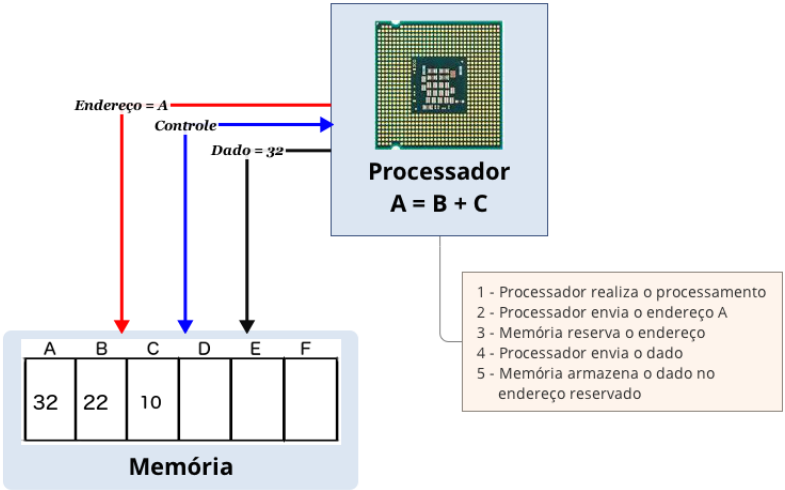 Endereço = A
Controle
Dado = 32
Processador
A = B + C
1 - Processador realiza o processamento
2 - Processador envia o endereço A
3 - Memória reserva o endereço
4 - Processador envia o dado
5 - Memória armazena o dado no
endereço reservado
A B C D E F
32 22 10
Memória